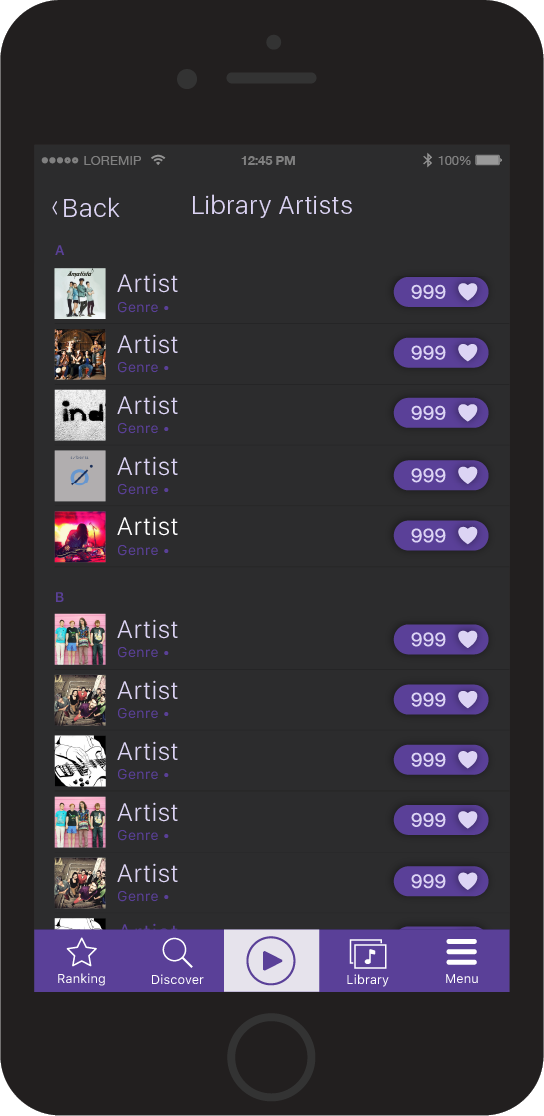 LOREMIP 12:45 PM 100%
Back Library Artists
A
Amatista
Artist
Genre •
999
Artist
Genre •
999
ind
Artist
Genre •
999
Artist
Genre •
999
Artist
Genre •
999
B
Artist
Genre •
999
Artist
Genre •
999
Artist
Genre •
999
Artist
Genre •
999
Artist
Genre •
999
Artist
Ranking
Discover
Library
Menu